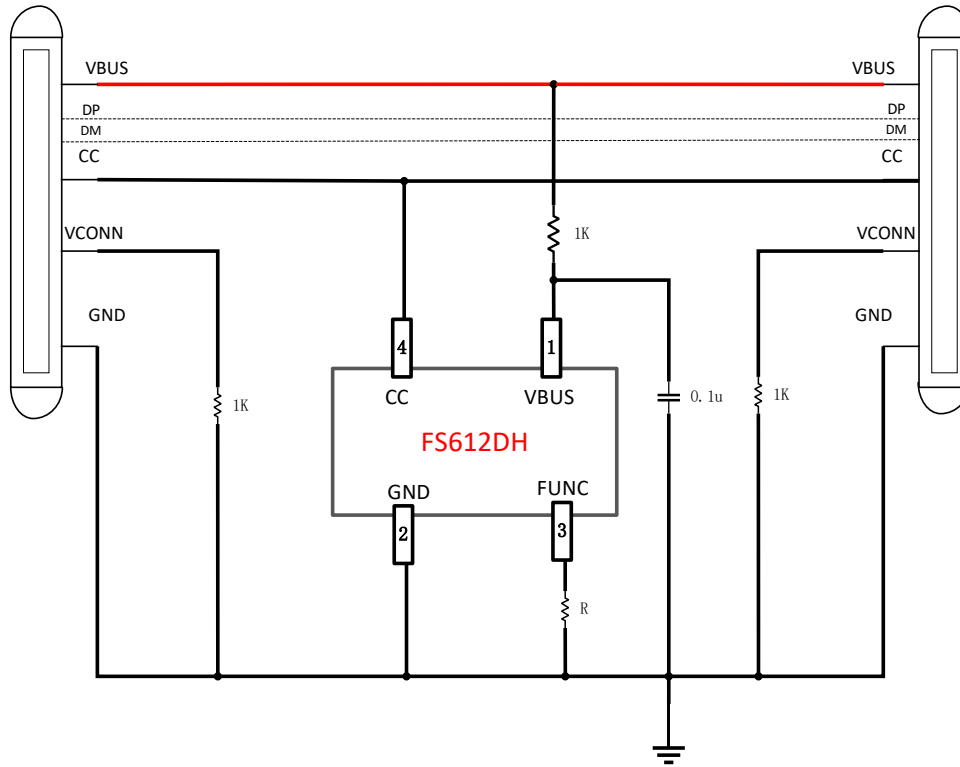 VBUS
VBUS
DP
DP
DM
DM
CC
CC
VCONN
VCONN
1K
GND
GND
4
1
CC
VBUS
1K
0.1u
1K
FS612DH
GND
FUNC
2
3
R